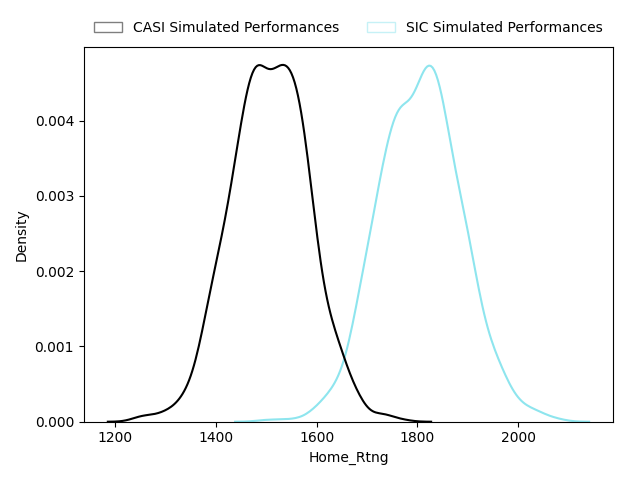 CASI Simulated Performances SIC Simulated Performances
0.004
0.003
0.002
0.001
0.000
Density
1200 1400 1600 1800 2000
Home_Rtng